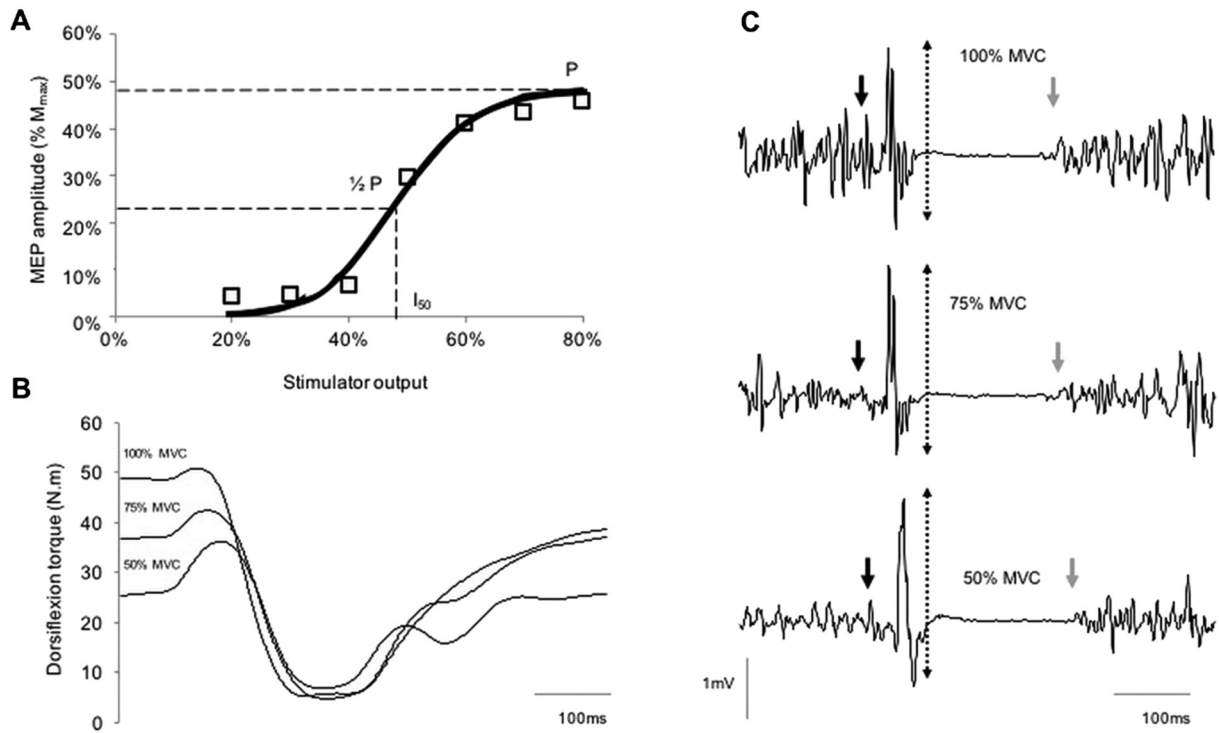 A
60%
50%
40%
30%
20%
10%
0%
MEP amplitude (% Mmax)
P
½ P
I50
0%
20%
40%
60%
80%
Stimulator output
B
60
50
40
30
20
10
0
Dorsiflexion torque (N.m)
100% MVC
75% MVC
50% MVC
100ms
C
100% MVC
75% MVC
50% MVC
1mV
100ms